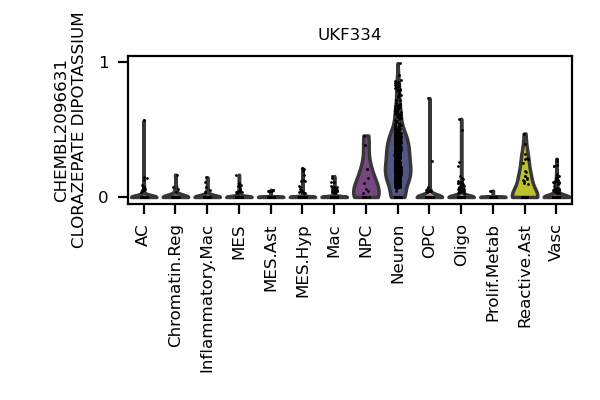 UKF334
CHEMBL2096631
CLORAZEPATE DIPOTASSIUM
1
0
AC
Chromatin.Reg
Inflammatory.Mac
MES
MES.Ast
MES.Hyp
Mac
NPC
Neuron
OPC
Oligo
Prolif.Metab
Reactive.Ast
Vasc